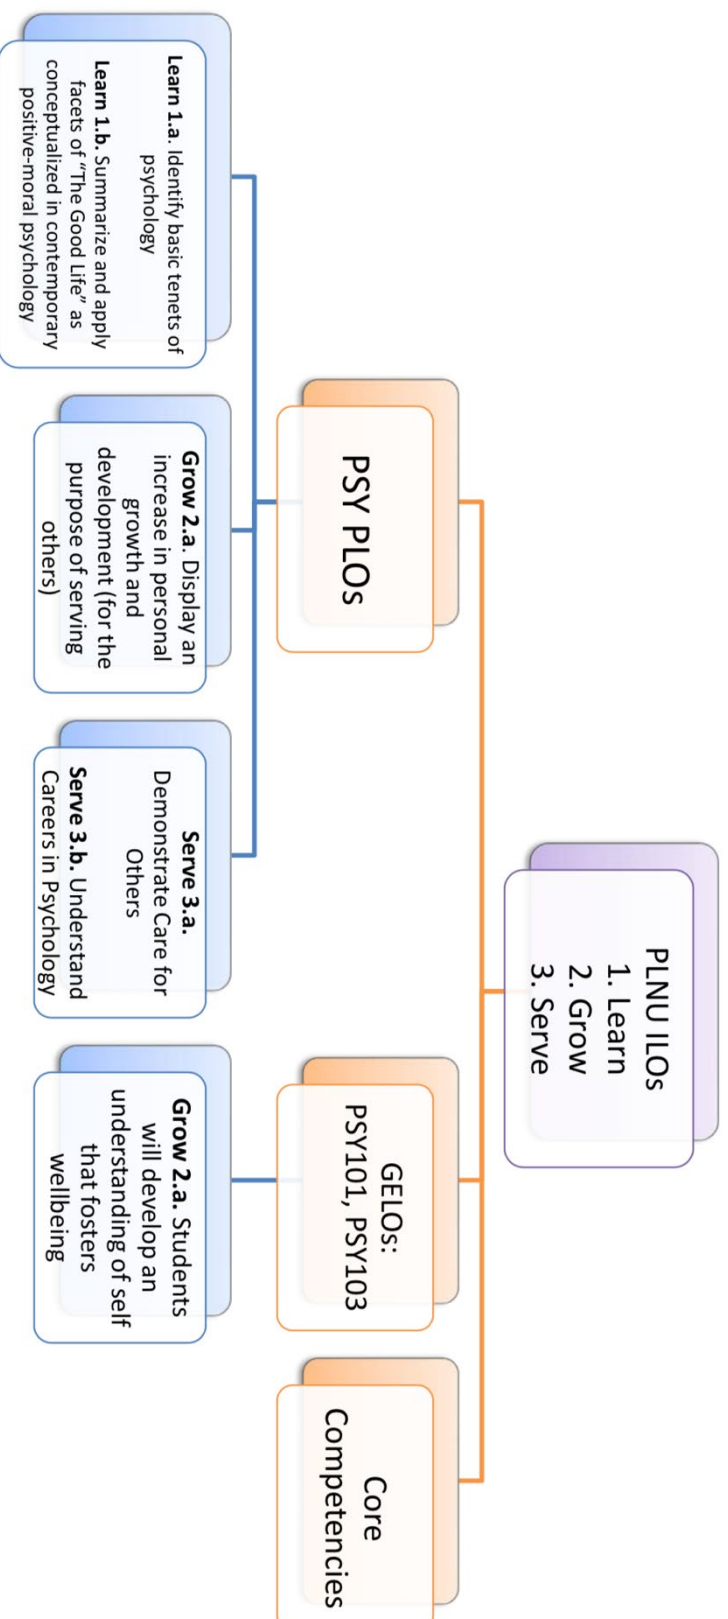 PLNU ILOs
1. Learn
2. Grow
3. Serve
PSY PLOs
GELOs:
PSY101, PSY103
Core
Competencies
Learn 1.a. Identify basic tenets of
psychology
Learn 1.b. Summarize and apply
facets of “The Good Life” as
conceptualized in contemporary
positive-moral psychology
Grow 2.a. Display an
increase in personal
growth and
development (for the
purpose of serving
others)
Serve 3.a.
Demonstrate Care for
Others
Serve 3.b. Understand
Careers in Psychology
Grow 2.a. Students
will develop an
understanding of self
that fosters
wellbeing